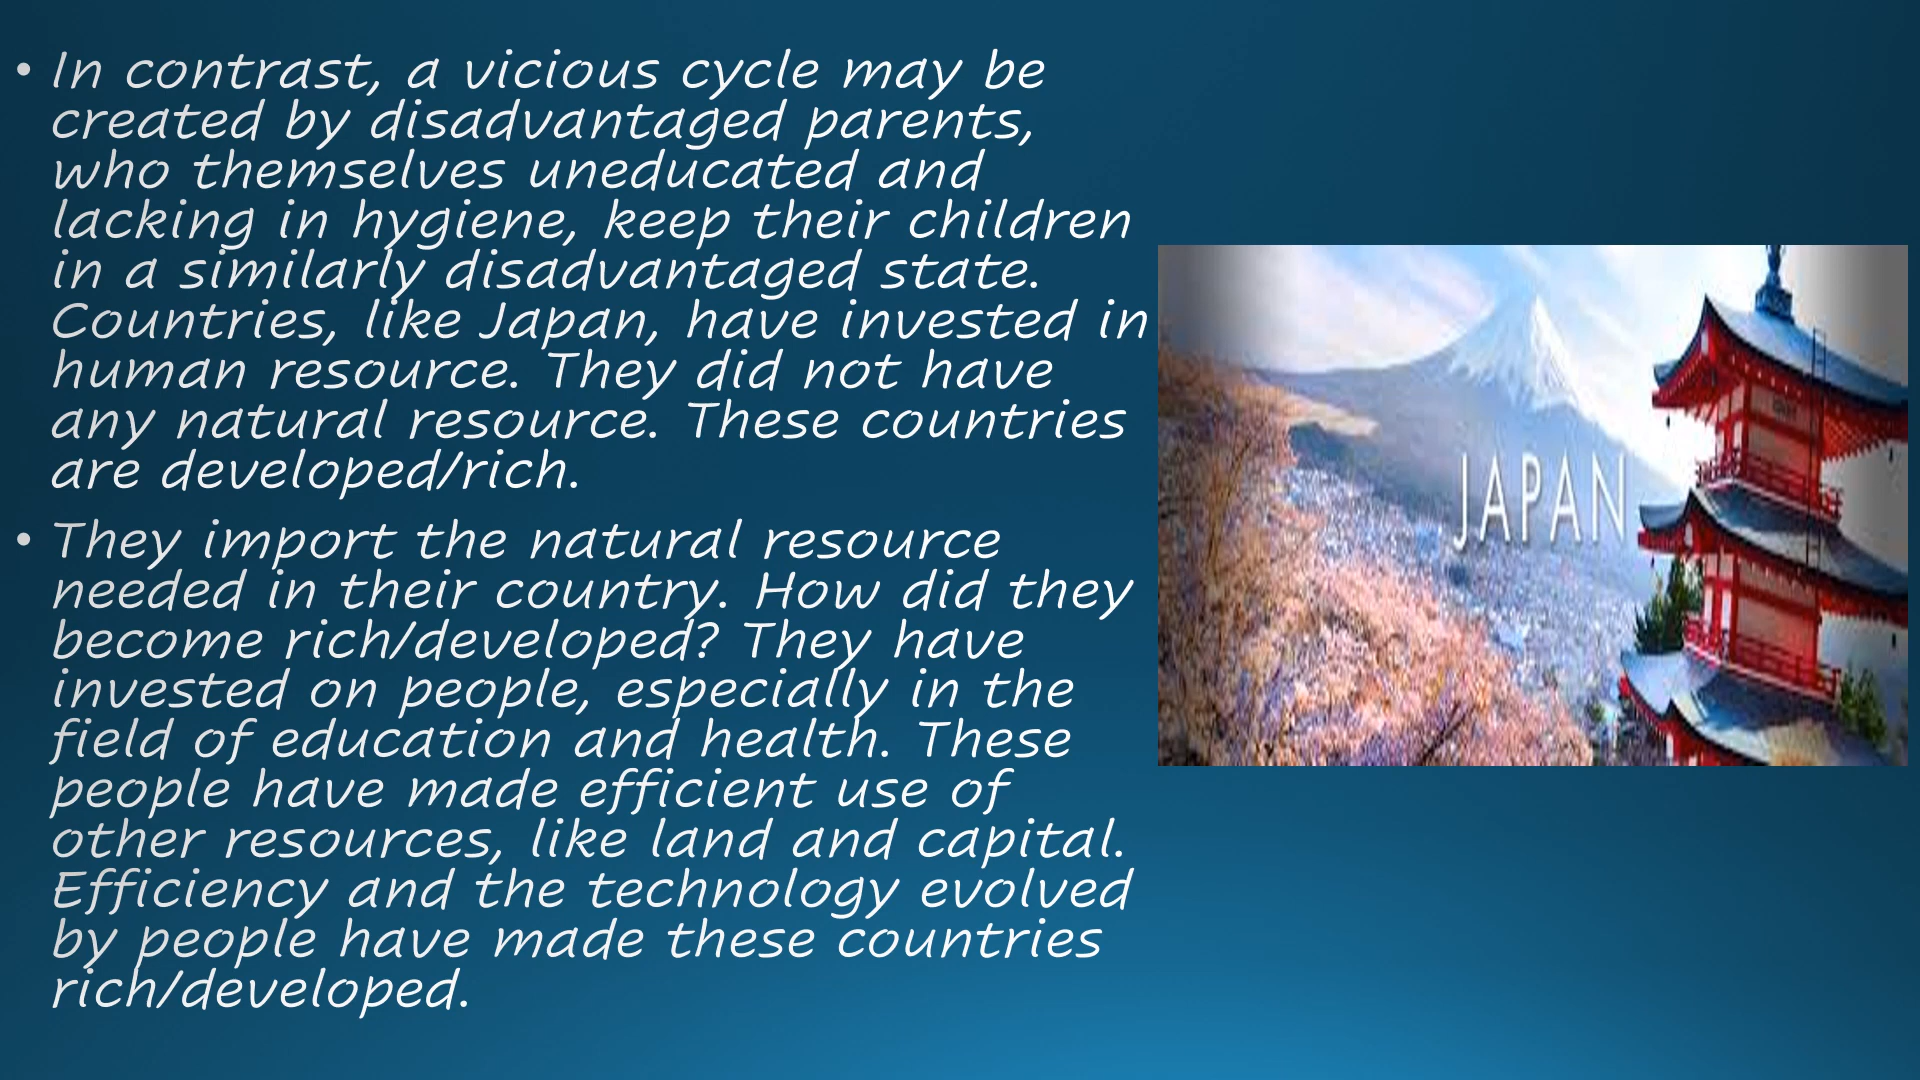 • In contrast, a vicious cycle may be
created by disadvantaged parents,
who themselves uneducated and
lacking in hygiene, keep their children
in a similarly disadvantaged state.
Countries, like Japan, have invested in
human resource. They did not have
any natural resource. These countries
are developed/rich.
• They import the natural resource
needed in their country. How did they
become rich/developed? They have
invested on people, especially in the
field of education and health. These
people have made efficient use of
other resources, like land and capital.
Efficiency and the technology evolved
by people have made these countries
rich/developed.
JAPAN